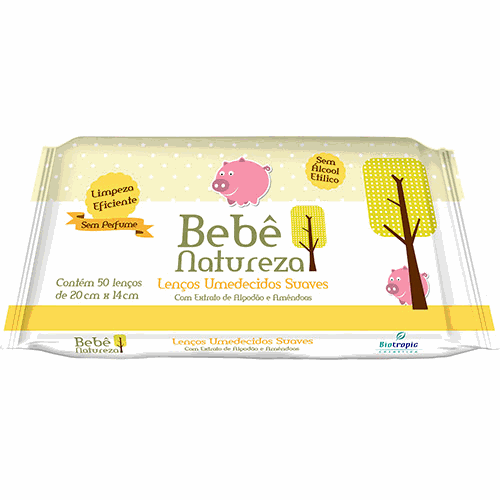 Limpeza
Eficiente
Sem Perfume
Sem
Álcool
Etílico
Bebê
Natureza
Contém 50 lenços
de 20cm x 14cm
Lenços Umedecidos Suaves
Com Extrato de Algodão e Amêndoas
Bebê
Natureza
Lenços Umedecidos Suaves
Com Extrato de Algodão e Amêndoas
Biotropic
cosmética